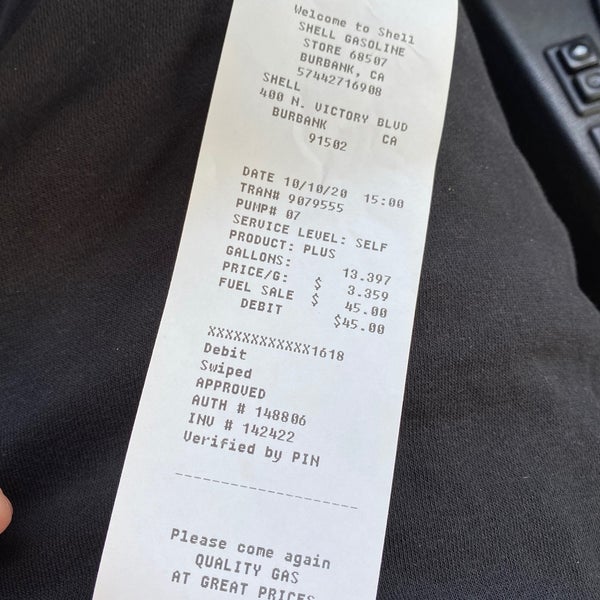 Welcome to Shell
SHELL GASOLINE
STORE 68507
BURBANK, CA
57442716908
SHELL
400 N. VICTORY BLVD
BURBANK CA
91502
DATE 10/10/20 15:00
TRAN# 9079555
PUMP# 07
SERVICE LEVEL: SELF
PRODUCT: PLUS
GALLONS: 13.397
PRICE/G: $ 3.359
FUEL SALE $ 45.00
DEBIT $45.00
XXXXXXXXXXXX1618
Debit
Swiped
APPROVED
AUTH # 148806
INV # 142422
Verified by PIN
--------------------
Please come again
QUALITY GAS
AT GREAT PRICES